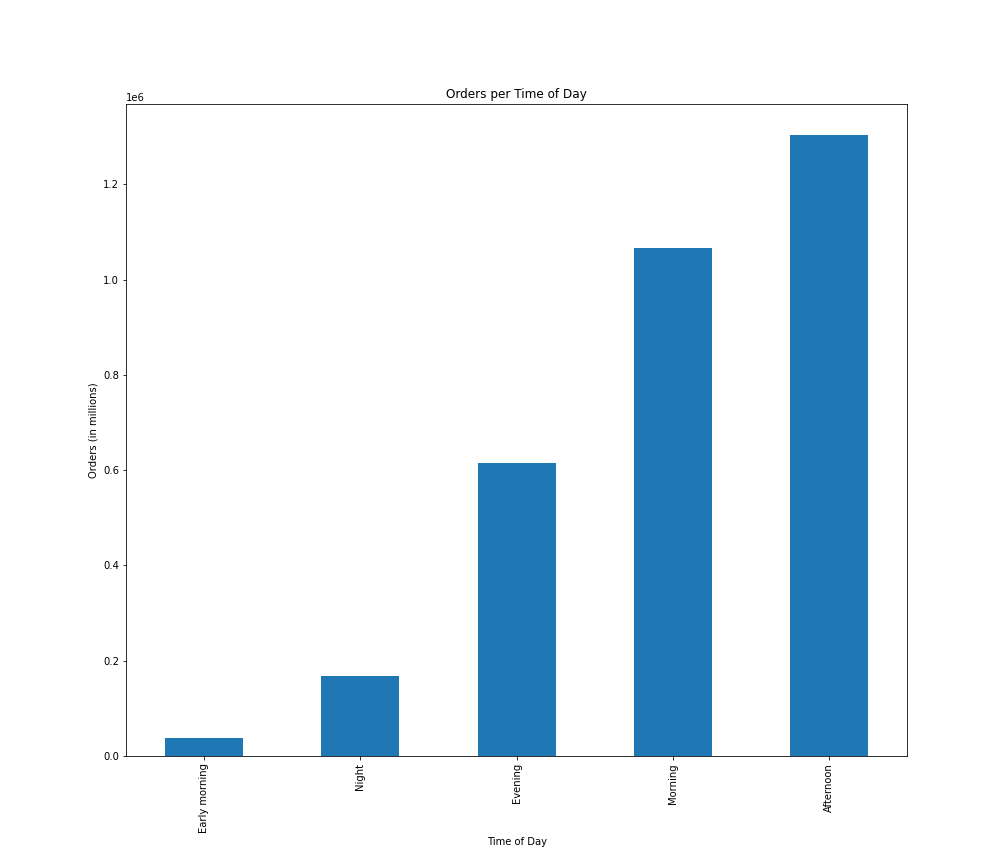 Orders per Time of Day
1e6
1.2
1.0
0.8
0.6
0.4
0.2
0.0
Orders (in millions)
Early morning
Night
Evening
Morning
Afternoon
Time of Day